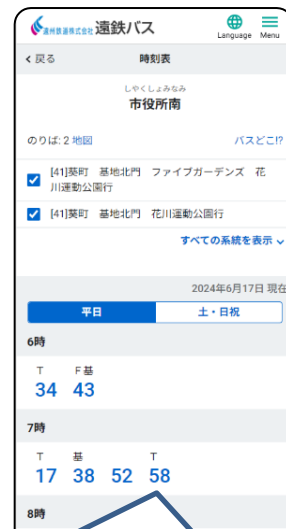 遠州鉄道株式会社 遠鉄バス Language Menu
戻る 時刻表
しやくしょみなみ
市役所南
のりば: 2 地図 バスどこ!?
[41]葵町 基地北門 ファイブガーデンズ 花
川運動公園行
[41]葵町 基地北門 花川運動公園行
すべての系統を表示
2024年6月17日 現在
平日 土・日祝
6時
T F基
34 43
7時
T 基 T
17 38 52 58
8時